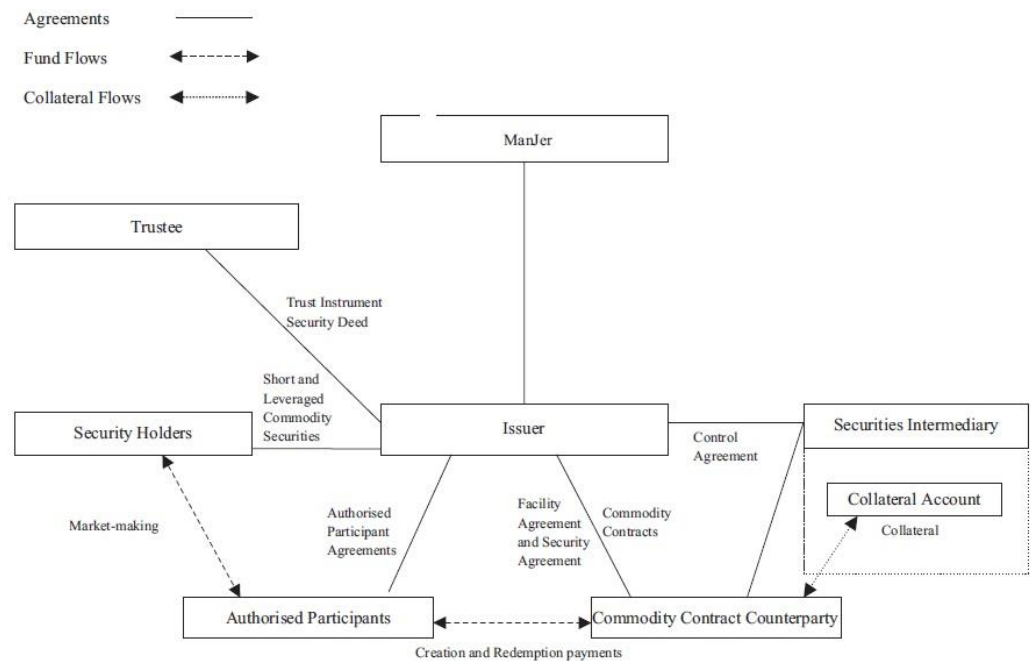 Agreements
Fund Flows
Collateral Flows
ManJer
Trustee
Trust Instrument
Security Deed
Short and
Leveraged
Commodity
Securities
Security Holders
Issuer
Control
Agreement
Securities Intermediary
Collateral Account
Collateral
Market-making
Authorised
Participant
Agreements
Facility
Agreement
and Security
Agreement
Commodity
Contracts
Authorised Participants
Commodity Contract Counterparty
Creation and Redemption payments